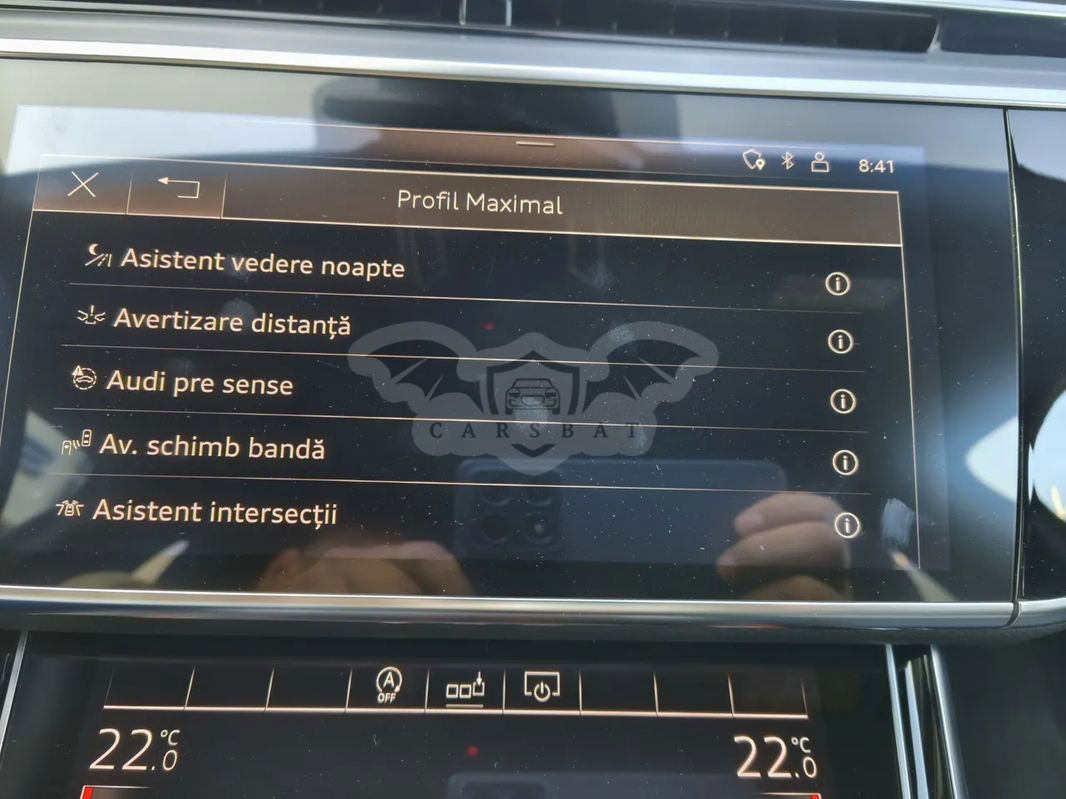 8:41
Profil Maximal
Asistent vedere noapte
Avertizare distanță
Audi pre sense
Av. schimb bandă
Asistent intersecții
CARSBAT
A
OFF
22.0 °C
22.0 °C